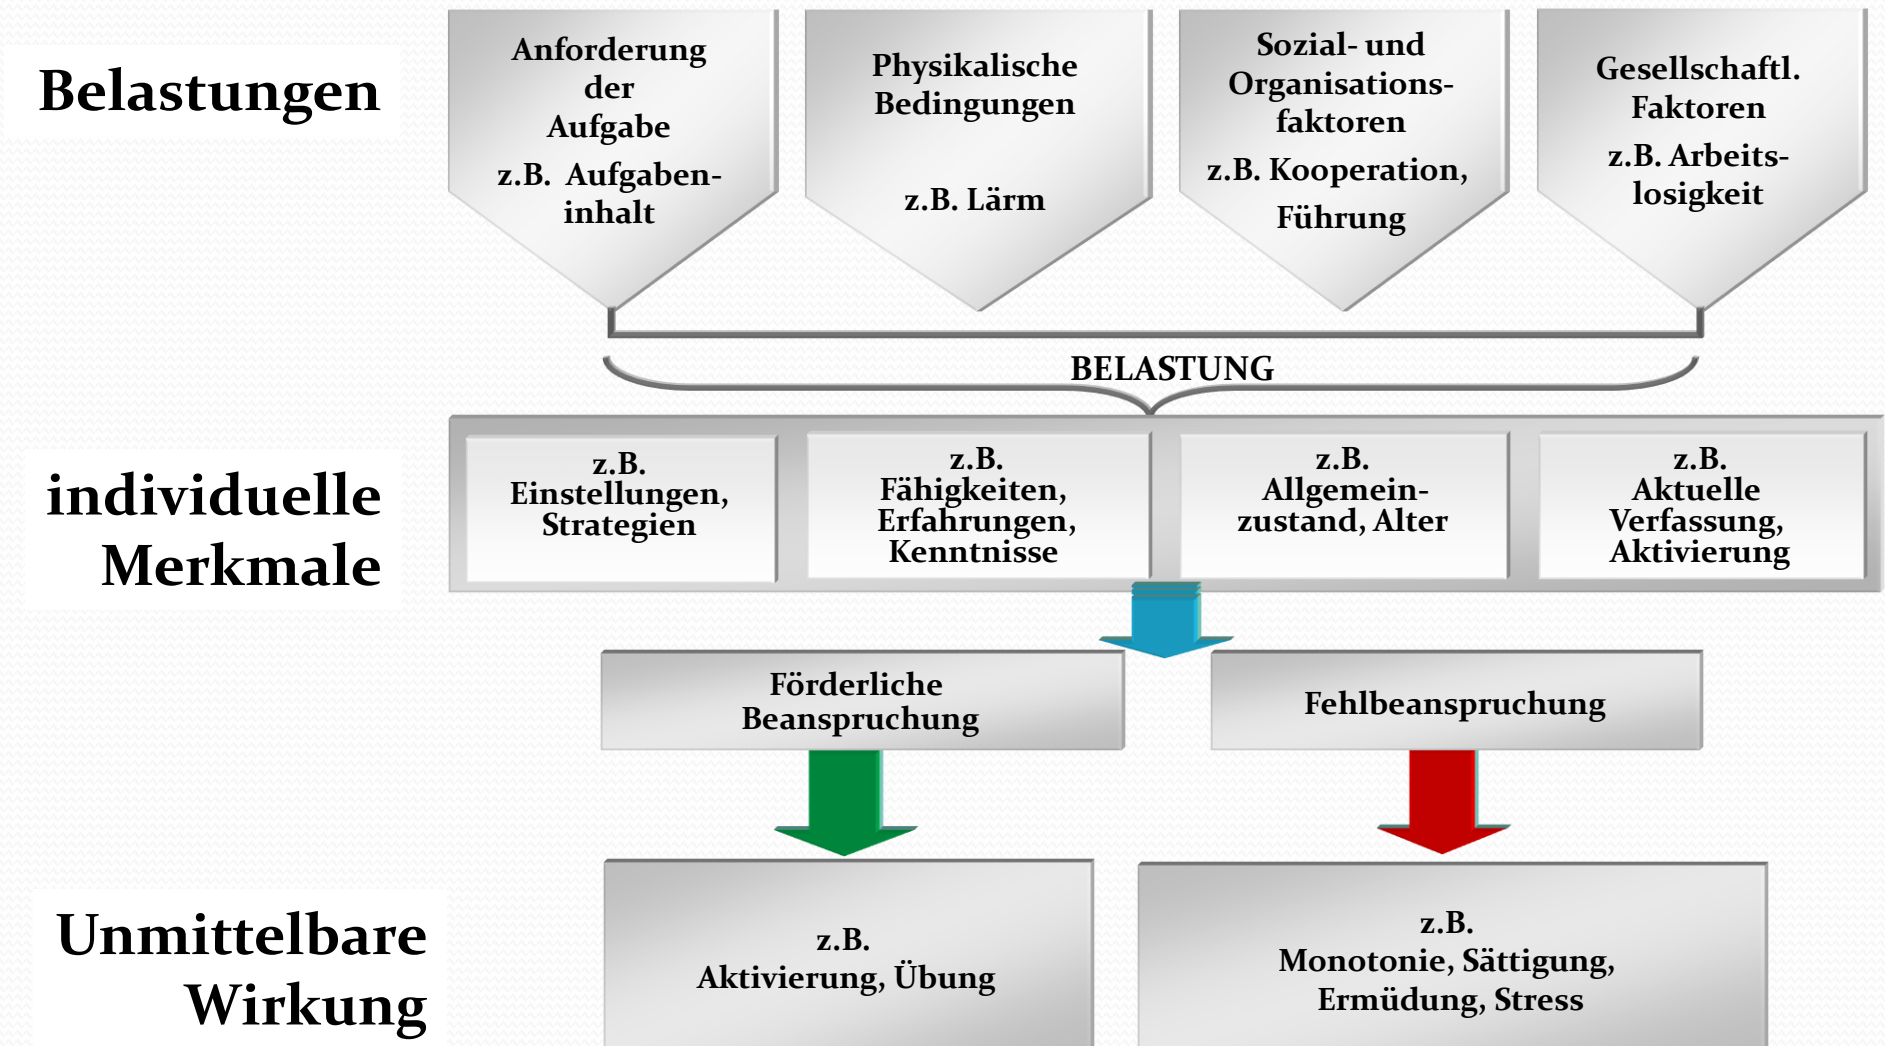 Belastungen
Anforderung
der
Aufgabe
z.B. Aufgaben-
inhalt
Physikalische
Bedingungen
z.B. Lärm
Sozial- und
Organisations-
faktoren
z.B. Kooperation,
Führung
Gesellschaftl.
Faktoren
z.B. Arbeits-
losigkeit
BELASTUNG
individuelle
Merkmale
z.B.
Einstellungen,
Strategien
z.B.
Fähigkeiten,
Erfahrungen,
Kenntnisse
z.B.
Allgemein-
zustand, Alter
z.B.
Aktuelle
Verfassung,
Aktivierung
Förderliche
Beanspruchung
Fehlbeanspruchung
Unmittelbare
Wirkung
z.B.
Aktivierung, Übung
z.B.
Monotonie, Sättigung,
Ermüdung, Stress